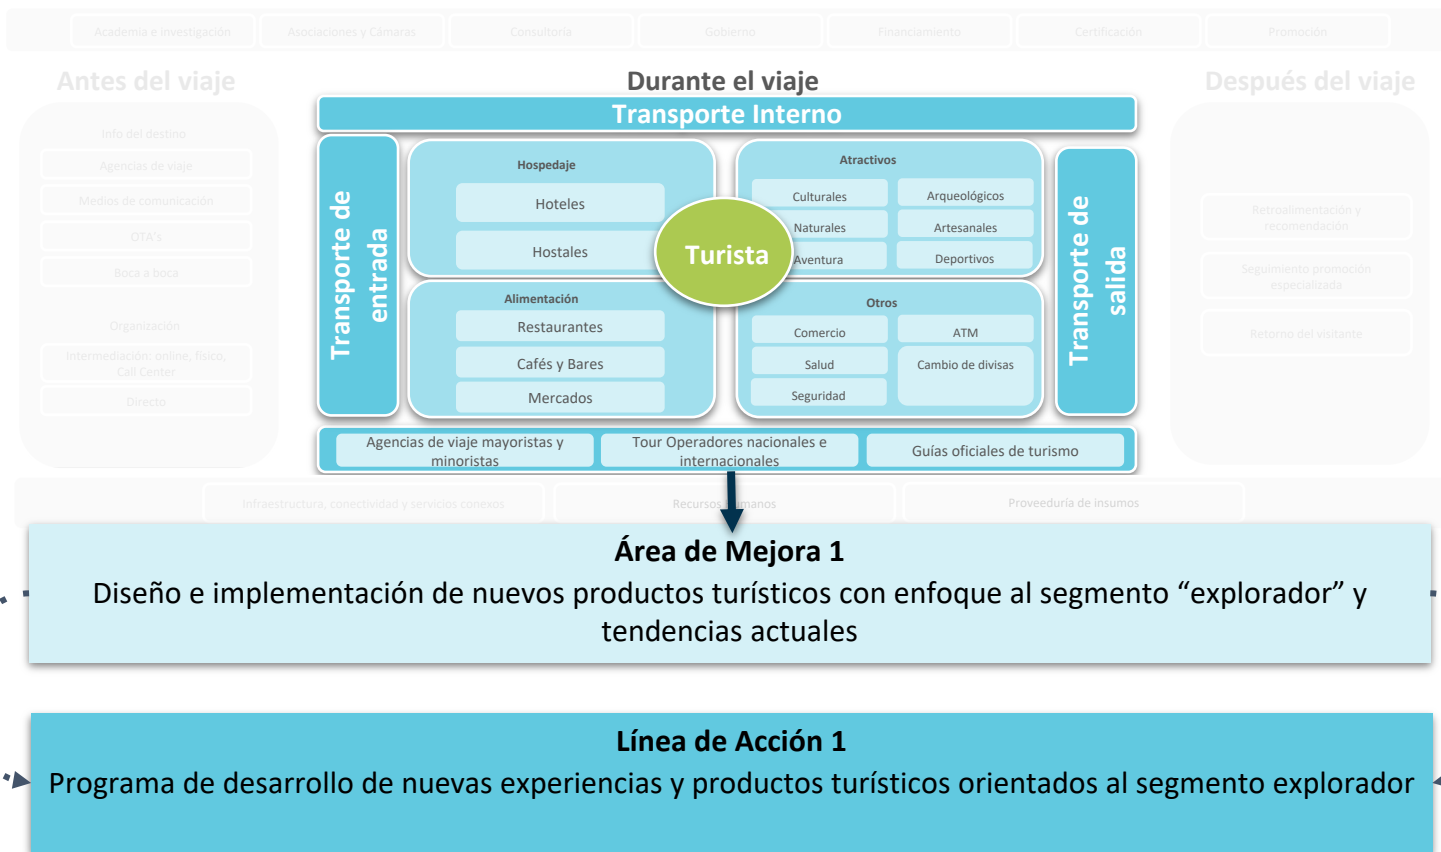 Academia e investigación
Asociaciones y Cámaras
Consultoría
Gobierno
Financiamiento
Certificación
Promoción
Antes del viaje
Info del destino
Agencias de viaje
Medios de comunicación
OTA's
Boca a boca
Organización
Intermediación: online, físico,
Call Center
Directo
Durante el viaje
Transporte Interno
Transporte de
entrada
Hospedaje
Hoteles
Hostales
Alimentación
Restaurantes
Cafés y Bares
Mercados
Turista
Atractivos
Culturales
Arqueológicos
Naturales
Artesanales
Aventura
Deportivos
Otros
Comercio
ATM
Salud
Cambio de divisas
Seguridad
Transporte de
salida
Agencias de viaje mayoristas y
minoristas
Tour Operadores nacionales e
internacionales
Guías oficiales de turismo
Después del viaje
Retroalimentación y
recomendación
Seguimiento promoción
especializada
Retorno del visitante
Infraestructura, conectividad y servicios conexos
Recursos Humanos
Proveeduría de insumos
Área de Mejora 1
Diseño e implementación de nuevos productos turísticos con enfoque al segmento “explorador” y
tendencias actuales
Línea de Acción 1
Programa de desarrollo de nuevas experiencias y productos turísticos orientados al segmento explorador